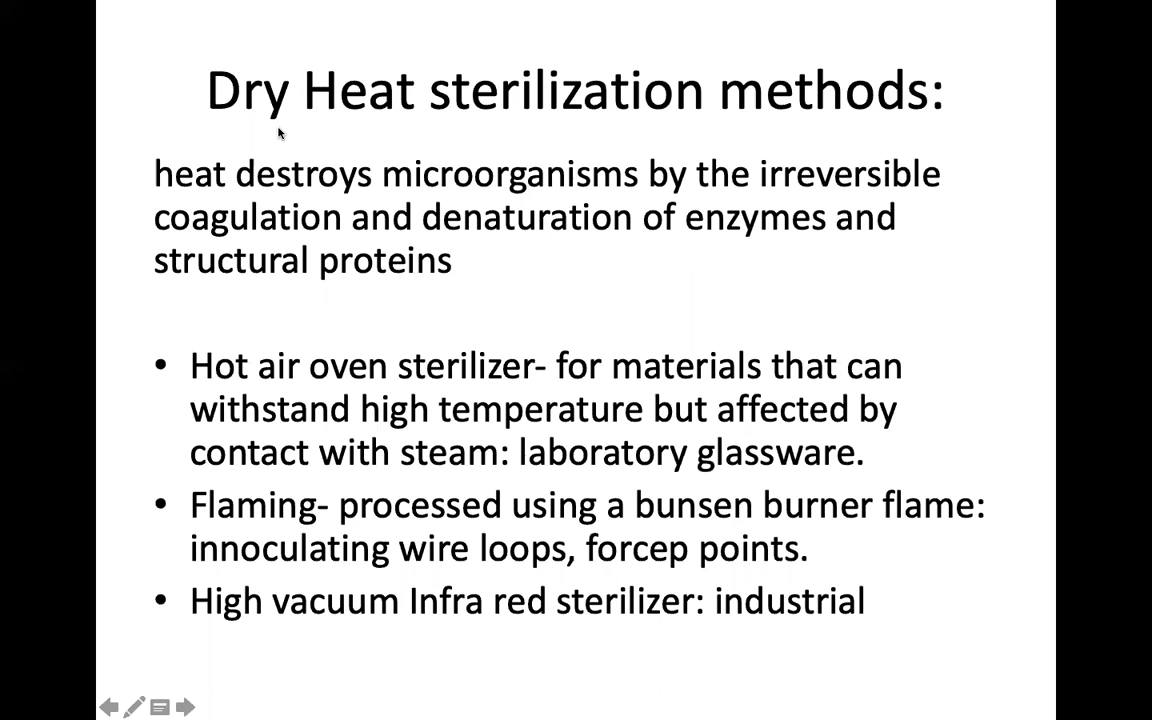 Dry Heat sterilization methods:
heat destroys microorganisms by the irreversible
coagulation and denaturation of enzymes and
structural proteins
• Hot air oven sterilizer- for materials that can
withstand high temperature but affected by
contact with steam: laboratory glassware.
• Flaming- processed using a bunsen burner flame:
innoculating wire loops, forcep points.
• High vacuum Infra red sterilizer: industrial